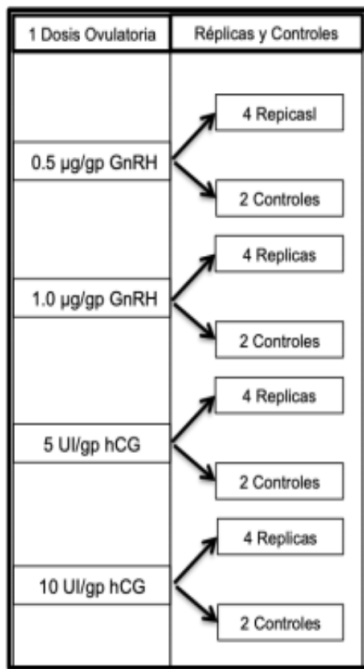 1 Dosis Ovulatoria
Réplicas y Controles
4 Repicasl
0.5 µg/gp GnRH
2 Controles
4 Replicas
1.0 µg/gp GnRH
2 Controles
4 Replicas
5 UI/gp hCG
2 Controles
4 Replicas
10 UI/gp hCG
2 Controles